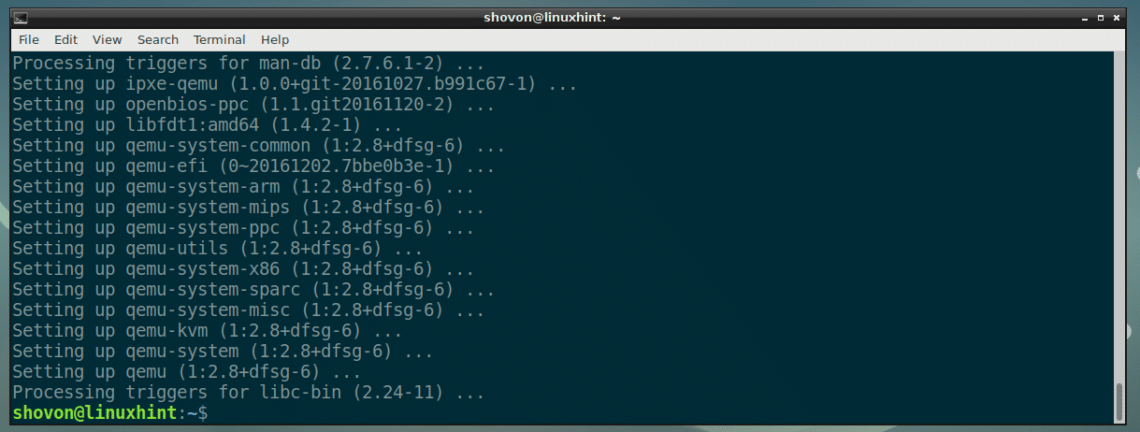 shovon@linuxhint: ~
File Edit View Search Terminal Help
Processing triggers for man-db (2.7.6.1-2) ...
Setting up ipxe-qemu (1.0.0+git-20161027.b991c67-1) ...
Setting up openbios-ppc (1.1.git20161120-2) ...
Setting up libfdt1:amd64 (1.4.2-1) ...
Setting up qemu-system-common (1:2.8+dfsg-6) ...
Setting up qemu-efi (0~20161202.7bbe0b3e-1) ...
Setting up qemu-system-arm (1:2.8+dfsg-6) ...
Setting up qemu-system-mips (1:2.8+dfsg-6) ...
Setting up qemu-system-ppc (1:2.8+dfsg-6) ...
Setting up qemu-utils (1:2.8+dfsg-6) ...
Setting up qemu-system-x86 (1:2.8+dfsg-6) ...
Setting up qemu-system-sparc (1:2.8+dfsg-6) ...
Setting up qemu-system-misc (1:2.8+dfsg-6) ...
Setting up qemu-kvm (1:2.8+dfsg-6) ...
Setting up qemu-system (1:2.8+dfsg-6) ...
Setting up qemu (1:2.8+dfsg-6) ...
Processing triggers for libc-bin (2.24-11) ...
shovon@linuxhint:~$